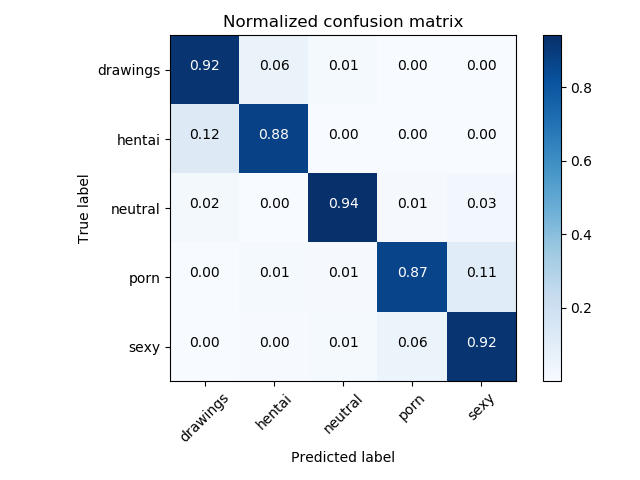 Normalized confusion matrix
drawings 0.92 0.06 0.01 0.00 0.00
hentai 0.12 0.88 0.00 0.00 0.00
neutral 0.02 0.00 0.94 0.01 0.03
porn 0.00 0.01 0.01 0.87 0.11
sexy 0.00 0.00 0.01 0.06 0.92
drawings hentai neutral porn sexy
Predicted label
True label
0.8
0.6
0.4
0.2